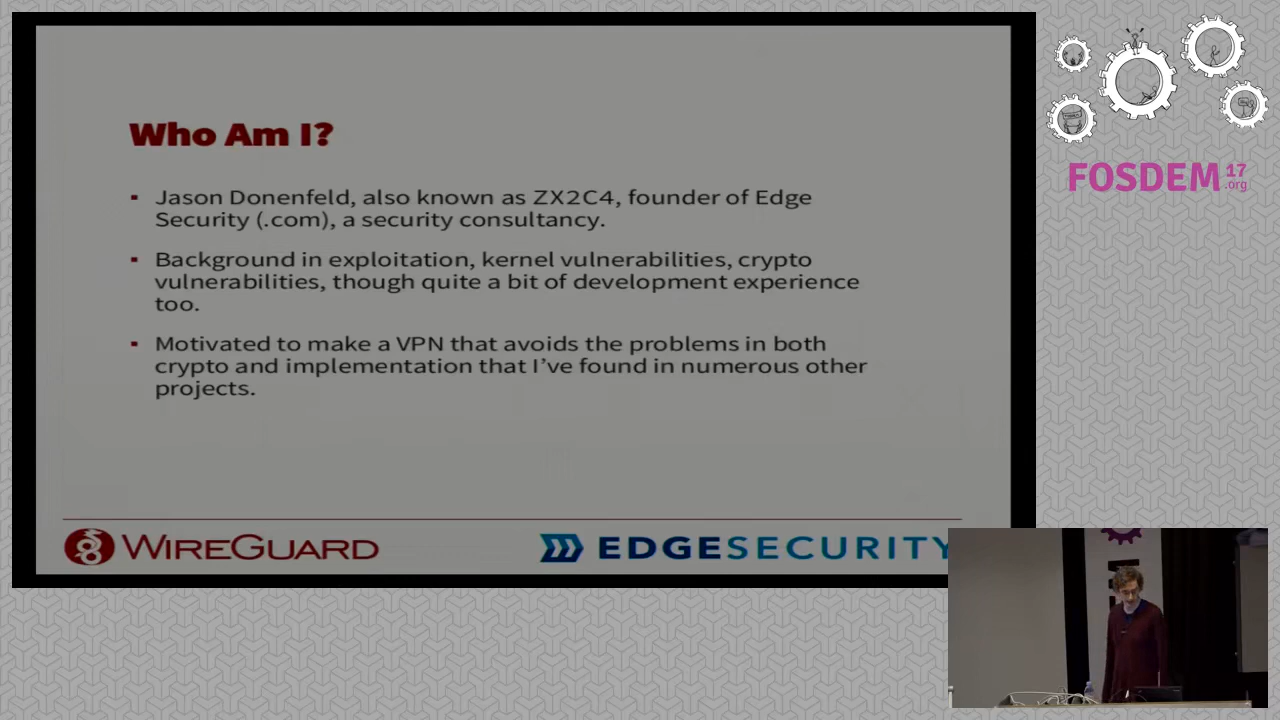 Who Am I?
▪ Jason Donenfeld, also known as ZX2C4, founder of Edge
Security (.com), a security consultancy.
▪ Background in exploitation, kernel vulnerabilities, crypto
vulnerabilities, though quite a bit of development experience
too.
▪ Motivated to make a VPN that avoids the problems in both
crypto and implementation that I’ve found in numerous other
projects.
WIREGUARD
EDGESECURITY
FOSDEM 17
.org